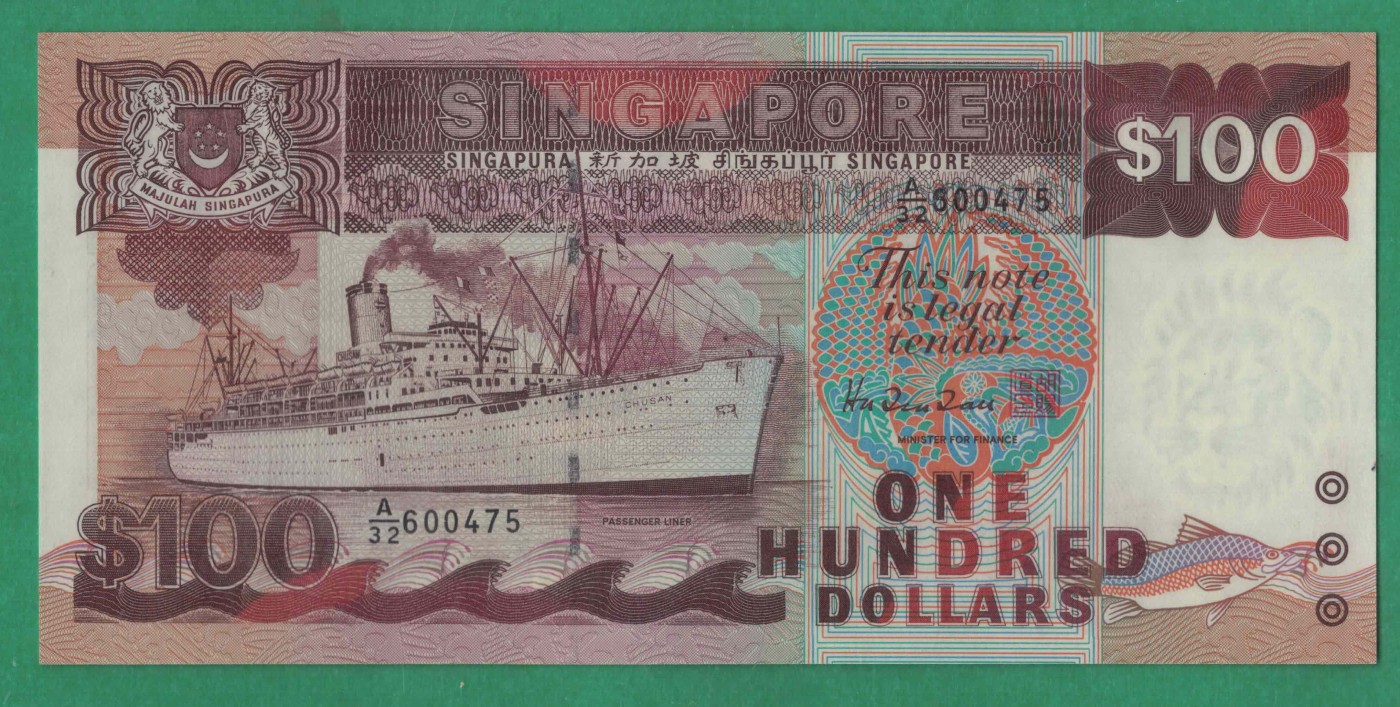 SINGAPORE
SINGAPURA 新加坡 சிங்கப்பூர் SINGAPORE
$100
MAJULAH SINGAPURA
A/32 600475
This note
is legal
tender
CHUSAN
CHUSAN
MINISTER FOR FINANCE
$100
A/32 600475
PASSENGER LINER
ONE
HUNDRED
DOLLARS